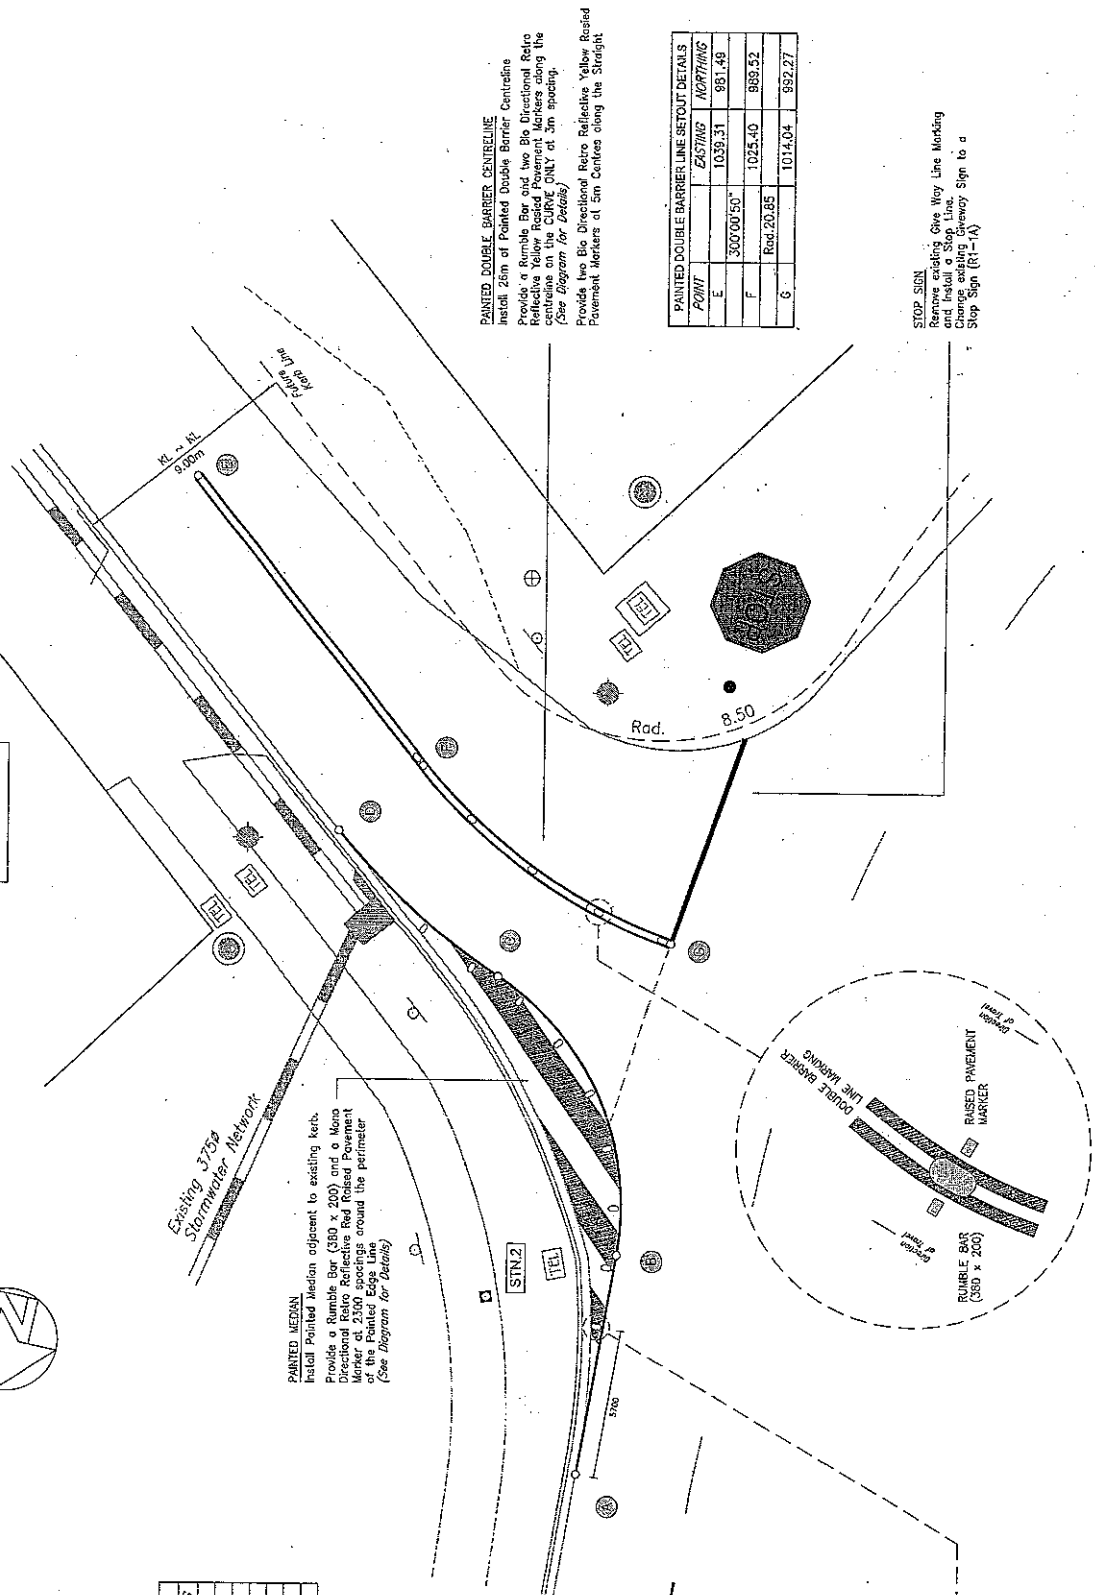 PAINTED DOUBLE BARRIER CENTRELINE
Install 26m of Painted Double Barrier Centreline
Provide a Rumble Bar and two Bio Directional Retro
Reflective Yellow Rasied Pavement Markers along the
centreline on the CURVE ONLY at 3m spacing.
(See Diagram for Details)
Provide two Bio Directional Retro Reflective Yellow Rasied
Pavement Markers at 5m Centres along the Straight
PAINTED DOUBLE BARRIER LINE SETOUT DETAILS
POINT EASTING NORTHING
E 1039.31 981.49
300°00'50"
F 1025.40 989.52
Rad.20.85
G 1014.04 992.27
STOP SIGN
Remove existing Give Way Line Marking
and Install a Stop Line.
Change existing Giveway Sign to a
Stop Sign (R1-1A)
Future
Kerb Line
KL ~ KL
9.00m
E
F
D
C
G
B
A
TEL
TEL
TEL
TEL
TEL
Rad.
8.50
Existing 375ø
Stormwater Network
PAINTED MEDIAN
Install Painted Median adjacent to existing kerb.
Provide a Rumble Bar (380 x 200) and a Mono
Directional Retro Reflective Red Raised Pavement
Marker at 2300 spacings around the perimeter
of the Painted Edge Line
(See Diagram for Details)
STN.2
5700
DOUBLE BARRIER
LINE MARKING
Direction
of Travel
RAISED PAVEMENT
MARKER
Direction
of Travel
RUMBLE BAR
(380 x 200)